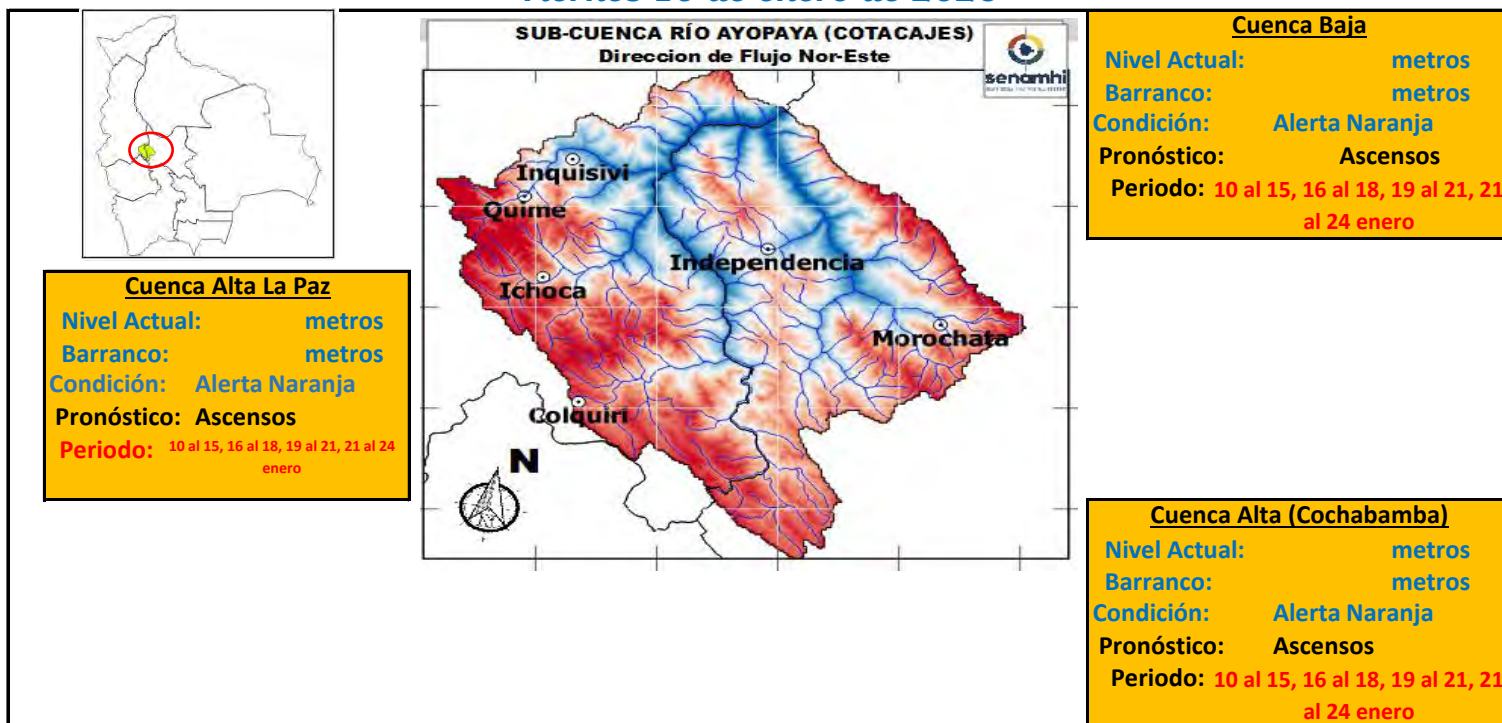 SUB-CUENCA RÍO AYOPAYA (COTACAJES)
Direccion de Flujo Nor-Este
senamhi
Inquisivi
Quime
Independencia
Ichoca
Morochata
Colquiri
N
Cuenca Baja
Nivel Actual: metros
Barranco: metros
Condición: Alerta Naranja
Pronóstico: Ascensos
Periodo: 10 al 15, 16 al 18, 19 al 21, 21
al 24 enero
Cuenca Alta La Paz
Nivel Actual: metros
Barranco: metros
Condición: Alerta Naranja
Pronóstico: Ascensos
Periodo: 10 al 15, 16 al 18, 19 al 21, 21 al 24
enero
Cuenca Alta (Cochabamba)
Nivel Actual: metros
Barranco: metros
Condición: Alerta Naranja
Pronóstico: Ascensos
Periodo: 10 al 15, 16 al 18, 19 al 21, 21
al 24 enero